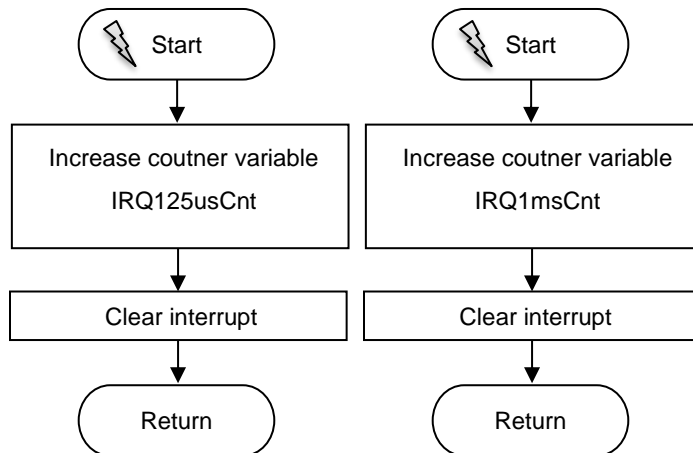 Start
Increase coutner variable
IRQ125usCnt
Clear interrupt
Return
Start
Increase coutner variable
IRQ1msCnt
Clear interrupt
Return